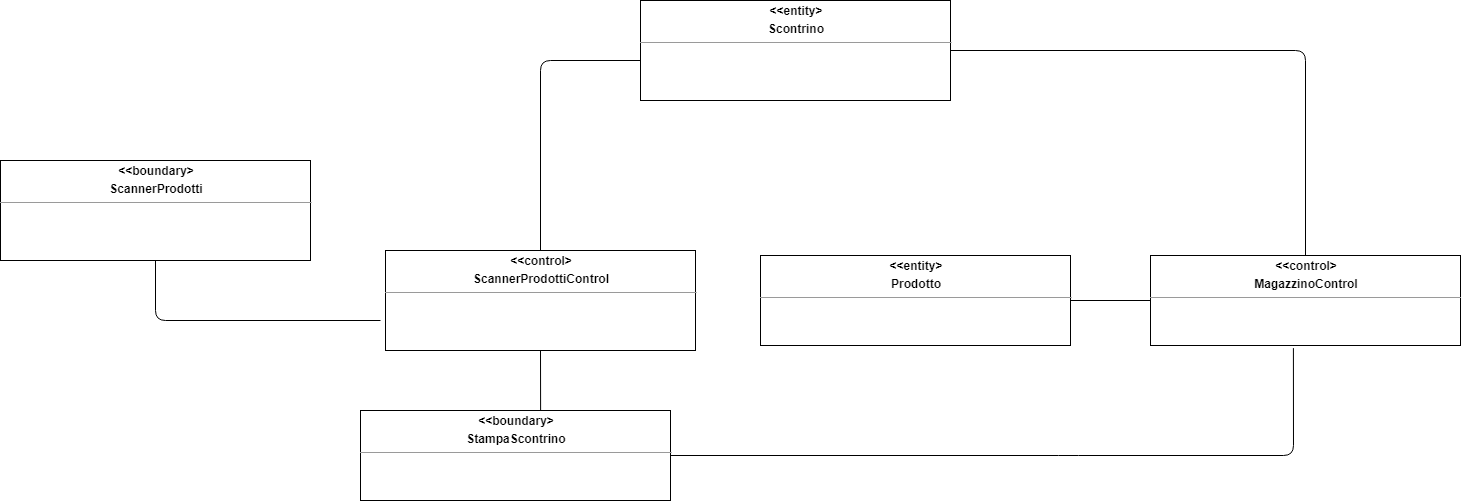 <<entity>
Scontrino
<<boundary>
ScannerProdotti
<<control>
ScannerProdottiControl
<<entity>
Prodotto
<<control>
MagazzinoControl
<<boundary>
StampaScontrino